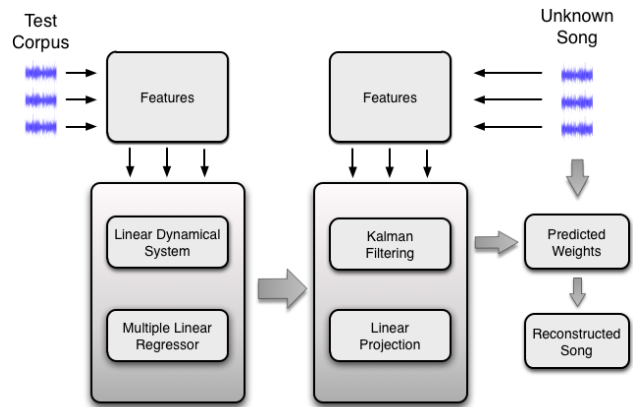 Test
Corpus
Unknown
Song
Features
Features
Linear Dynamical
System
Kalman
Filtering
Predicted
Weights
Multiple Linear
Regressor
Linear
Projection
Reconstructed
Song